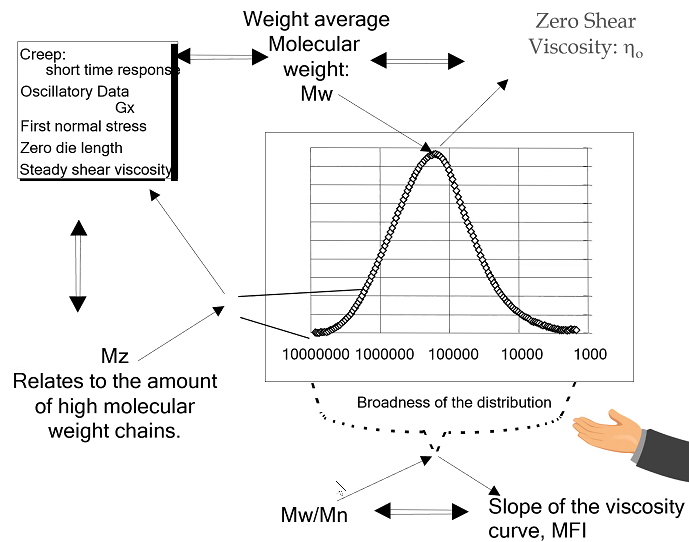 Weight average
Molecular
weight:
Mw
Zero Shear
Viscosity: ηo
Creep:
short time response
Oscillatory Data
Gx
First normal stress
Zero die length
Steady shear viscosity
10000000 1000000 100000 10000 1000
Mz
Relates to the amount
of high molecular
weight chains.
Broadness of the distribution
Mw/Mn
Slope of the viscosity
curve, MFI